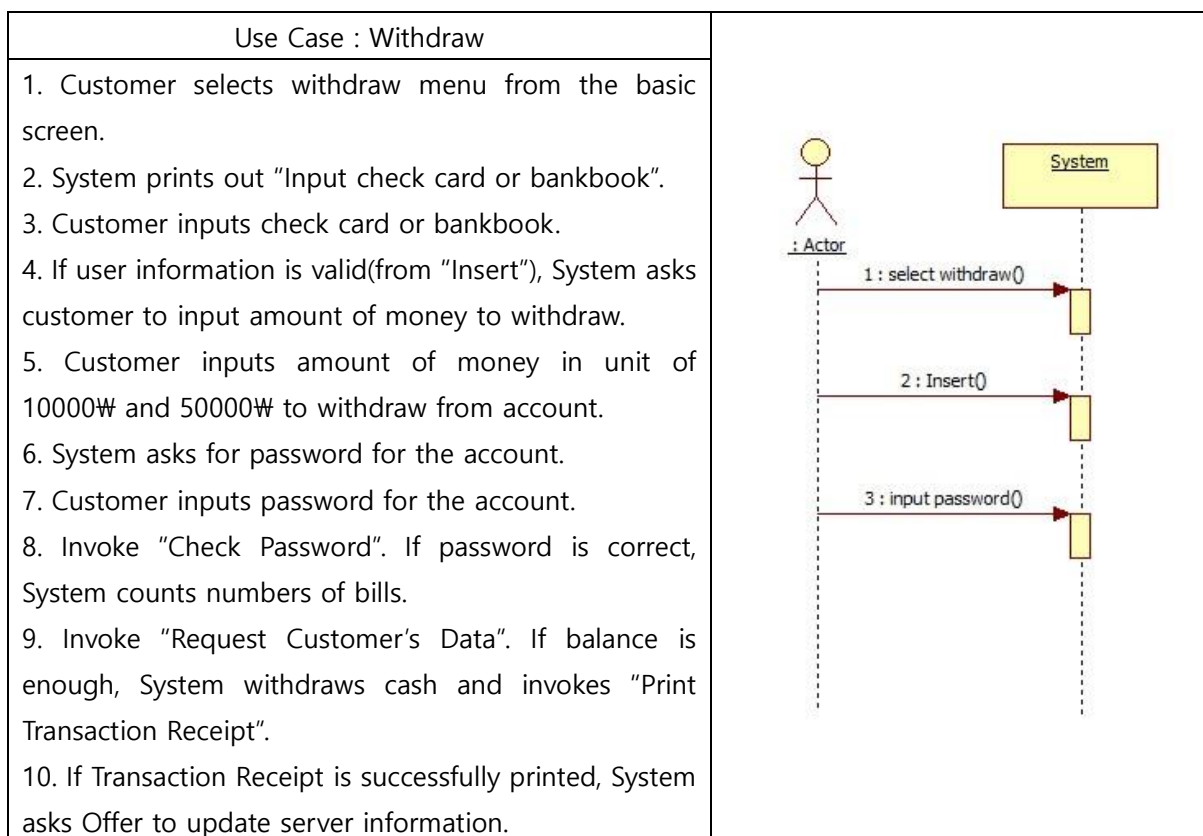 Use Case : Withdraw
1. Customer selects withdraw menu from the basic
screen.
2. System prints out “Input check card or bankbook”.
3. Customer inputs check card or bankbook.
4. If user information is valid(from “Insert”), System asks
customer to input amount of money to withdraw.
5. Customer inputs amount of money in unit of
10000₩ and 50000₩ to withdraw from account.
6. System asks for password for the account.
7. Customer inputs password for the account.
8. Invoke “Check Password”. If password is correct,
System counts numbers of bills.
9. Invoke “Request Customer’s Data”. If balance is
enough, System withdraws cash and invokes “Print
Transaction Receipt”.
10. If Transaction Receipt is successfully printed, System
asks Offer to update server information.
System
: Actor
1 : select withdraw()
2 : Insert()
3 : input password()